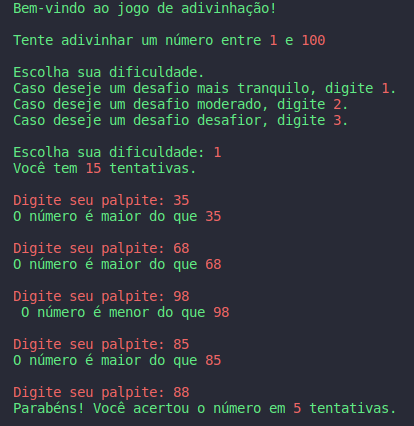 Bem-vindo ao jogo de adivinhação!
Tente adivinhar um número entre 1 e 100
Escolha sua dificuldade.
Caso deseje um desafio mais tranquilo, digite 1.
Caso deseje um desafio moderado, digite 2.
Caso deseje um desafio desafior, digite 3.
Escolha sua dificuldade: 1
Você tem 15 tentativas.
Digite seu palpite: 35
O número é maior do que 35
Digite seu palpite: 68
O número é maior do que 68
Digite seu palpite: 98
O número é menor do que 98
Digite seu palpite: 85
O número é maior do que 85
Digite seu palpite: 88
Parabéns! Você acertou o número em 5 tentativas.